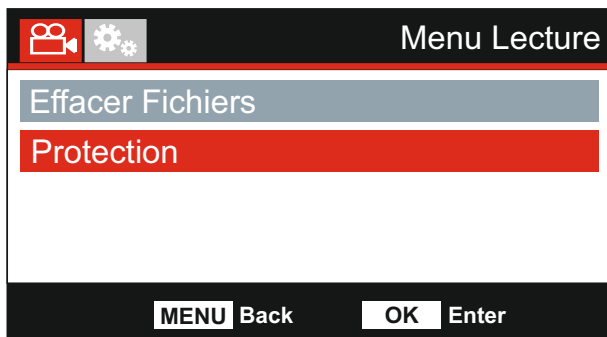 Menu Lecture
Effacer Fichiers
Protection
MENU Back OK Enter